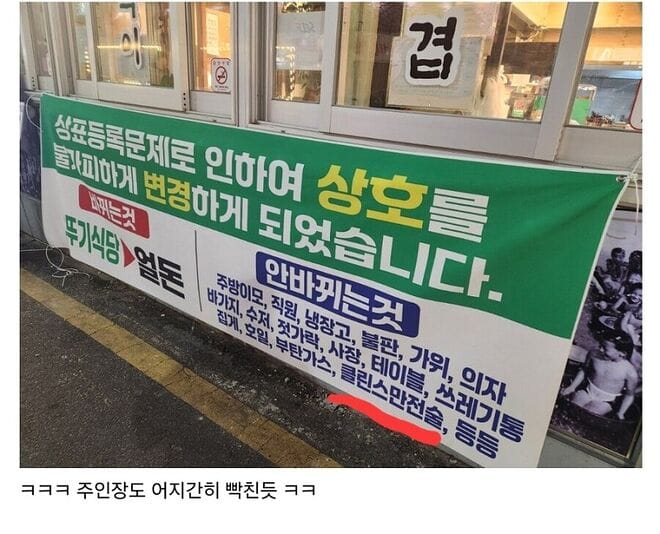 겹
상표등록문제로 인하여 상호를
불가피하게 변경하게 되었습니다.
바뀌는것
뚜기식당▶얼돈
안바뀌는것
주방이모, 직원, 냉장고, 불판, 가위, 의자
바가지, 수저, 젓가락, 사장, 테이블, 쓰레기통
집게, 호일, 부탄가스, 클린스만전술, 등등
ㅋㅋㅋ 주인장도 어지간히 빡친듯 ㅋㅋ